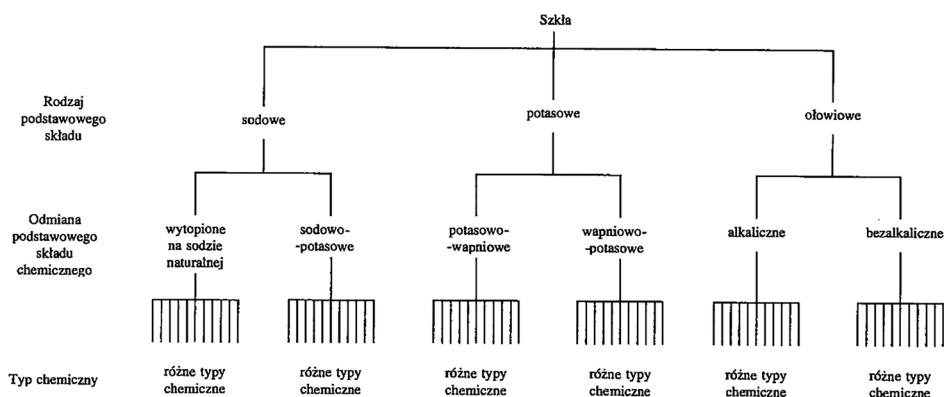 Szkła
Rodzaj
podstawowego
składu
sodowe
potasowe
ołowiowe
Odmiana
podstawowego
składu
chemicznego
wytopione
na sodzie
naturalnej
sodowo-
-potasowe
potasowo-
-wapniowe
wapniowo-
-potasowe
alkaliczne
bezalkaliczne
Typ chemiczny
różne typy
chemiczne
różne typy
chemiczne
różne typy
chemiczne
różne typy
chemiczne
różne typy
chemiczne
różne typy
chemiczne